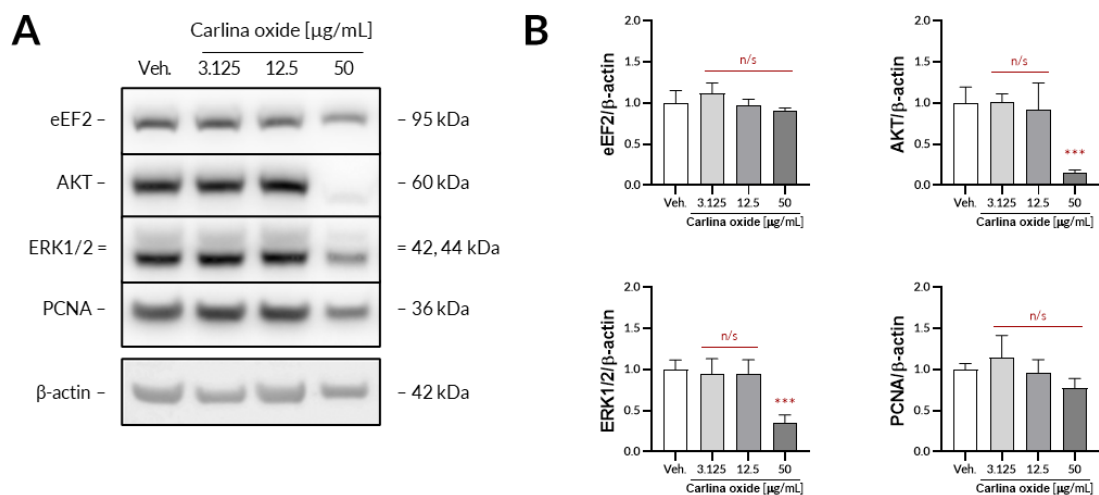 A
Carlina oxide [μg/mL]
Veh. 3.125 12.5 50
eEF2 – – 95 kDa
AKT – – 60 kDa
ERK1/2 = = 42, 44 kDa
PCNA – – 36 kDa
β-actin – – 42 kDa
B
eEF2/β-actin
2.0
1.5
1.0
0.5
0.0
n/s
Veh. 3.125 12.5 50
Carlina oxide [μg/mL]
AKT/β-actin
2.0
1.5
1.0
0.5
0.0
n/s
***
Veh. 3.125 12.5 50
Carlina oxide [μg/mL]
ERK1/2/β-actin
2.0
1.5
1.0
0.5
0.0
n/s
***
Veh. 3.125 12.5 50
Carlina oxide [μg/mL]
PCNA/β-actin
2.0
1.5
1.0
0.5
0.0
n/s
Veh. 3.125 12.5 50
Carlina oxide [μg/mL]